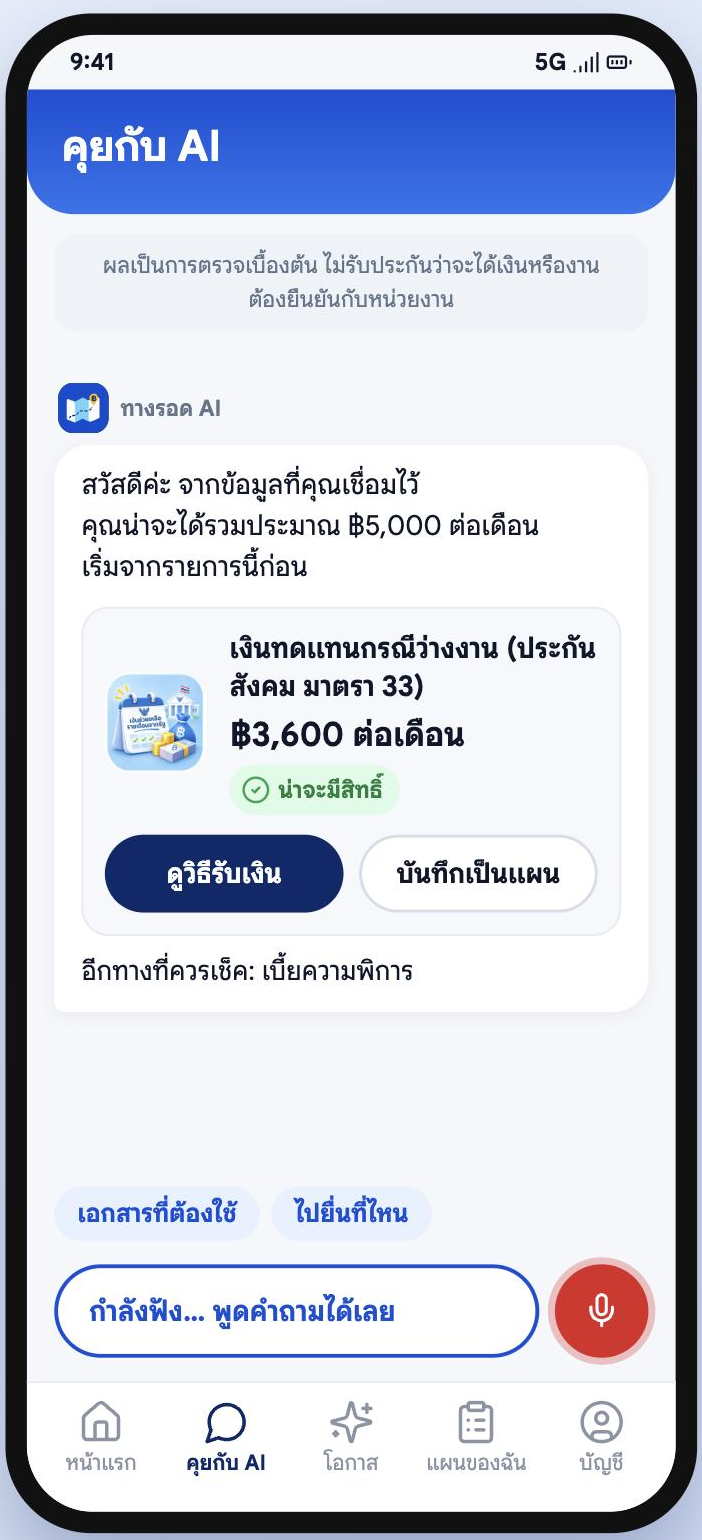 9:41
5G
คุยกับ AI
ผลเป็นการตรวจเบื้องต้น ไม่รับประกันว่าจะได้เงินหรืองาน
ต้องยืนยันกับหน่วยงาน
ทางรอด AI
สวัสดีค่ะ จากข้อมูลที่คุณเชื่อมไว้
คุณน่าจะได้รวมประมาณ ฿5,000 ต่อเดือน
เริ่มจากรายการนี้ก่อน
เงินทดแทนกรณีว่างงาน (ประกัน
สังคม มาตรา 33)
฿3,600 ต่อเดือน
น่าจะมีสิทธิ์
ดูวิธีรับเงิน
บันทึกเป็นแผน
อีกทางที่ควรเช็ค: เบี้ยความพิการ
เอกสารที่ต้องใช้
ไปยื่นที่ไหน
กำลังฟัง... พูดคำถามได้เลย
หน้าแรก
คุยกับ AI
โอกาส
แผนของฉัน
บัญชี